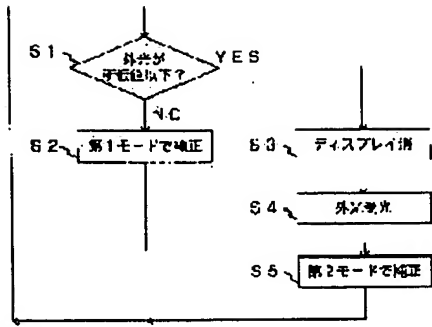 S1
外光が
所定値以下?
YES
NO
S2
第1モードで補正
S3
ディスプレイ消
S4
外光受光
S5
第2モードで補正